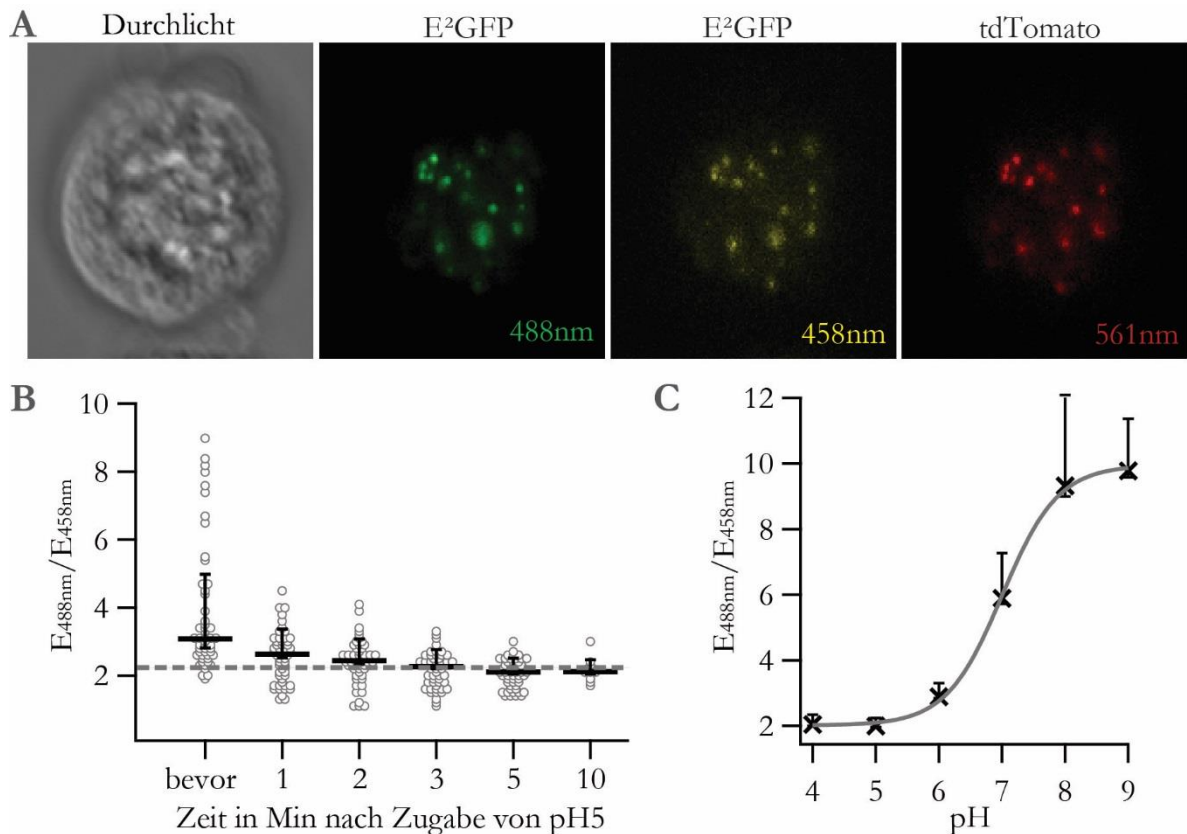 A
Durchlicht
E²GFP
E²GFP
tdTomato
488nm
458nm
561nm
B
10
8
6
4
2
E488nm/E458nm
bevor 1 2 3 5 10
Zeit in Min nach Zugabe von pH5
C
12
10
8
6
4
2
E488nm/E458nm
4 5 6 7 8 9
pH